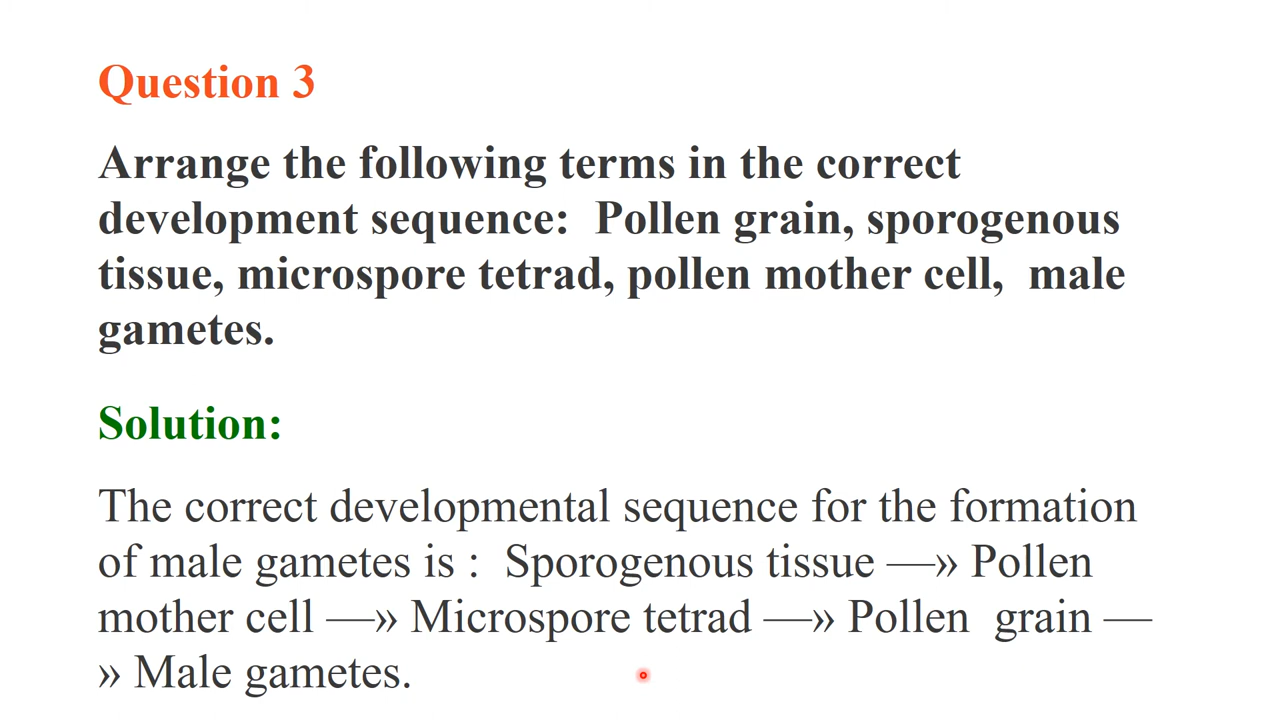 Question 3
Arrange the following terms in the correct
development sequence:  Pollen grain, sporogenous
tissue, microspore tetrad, pollen mother cell,  male
gametes.
Solution:
The correct developmental sequence for the formation
of male gametes is :  Sporogenous tissue —» Pollen
mother cell —» Microspore tetrad —» Pollen  grain —
» Male gametes.